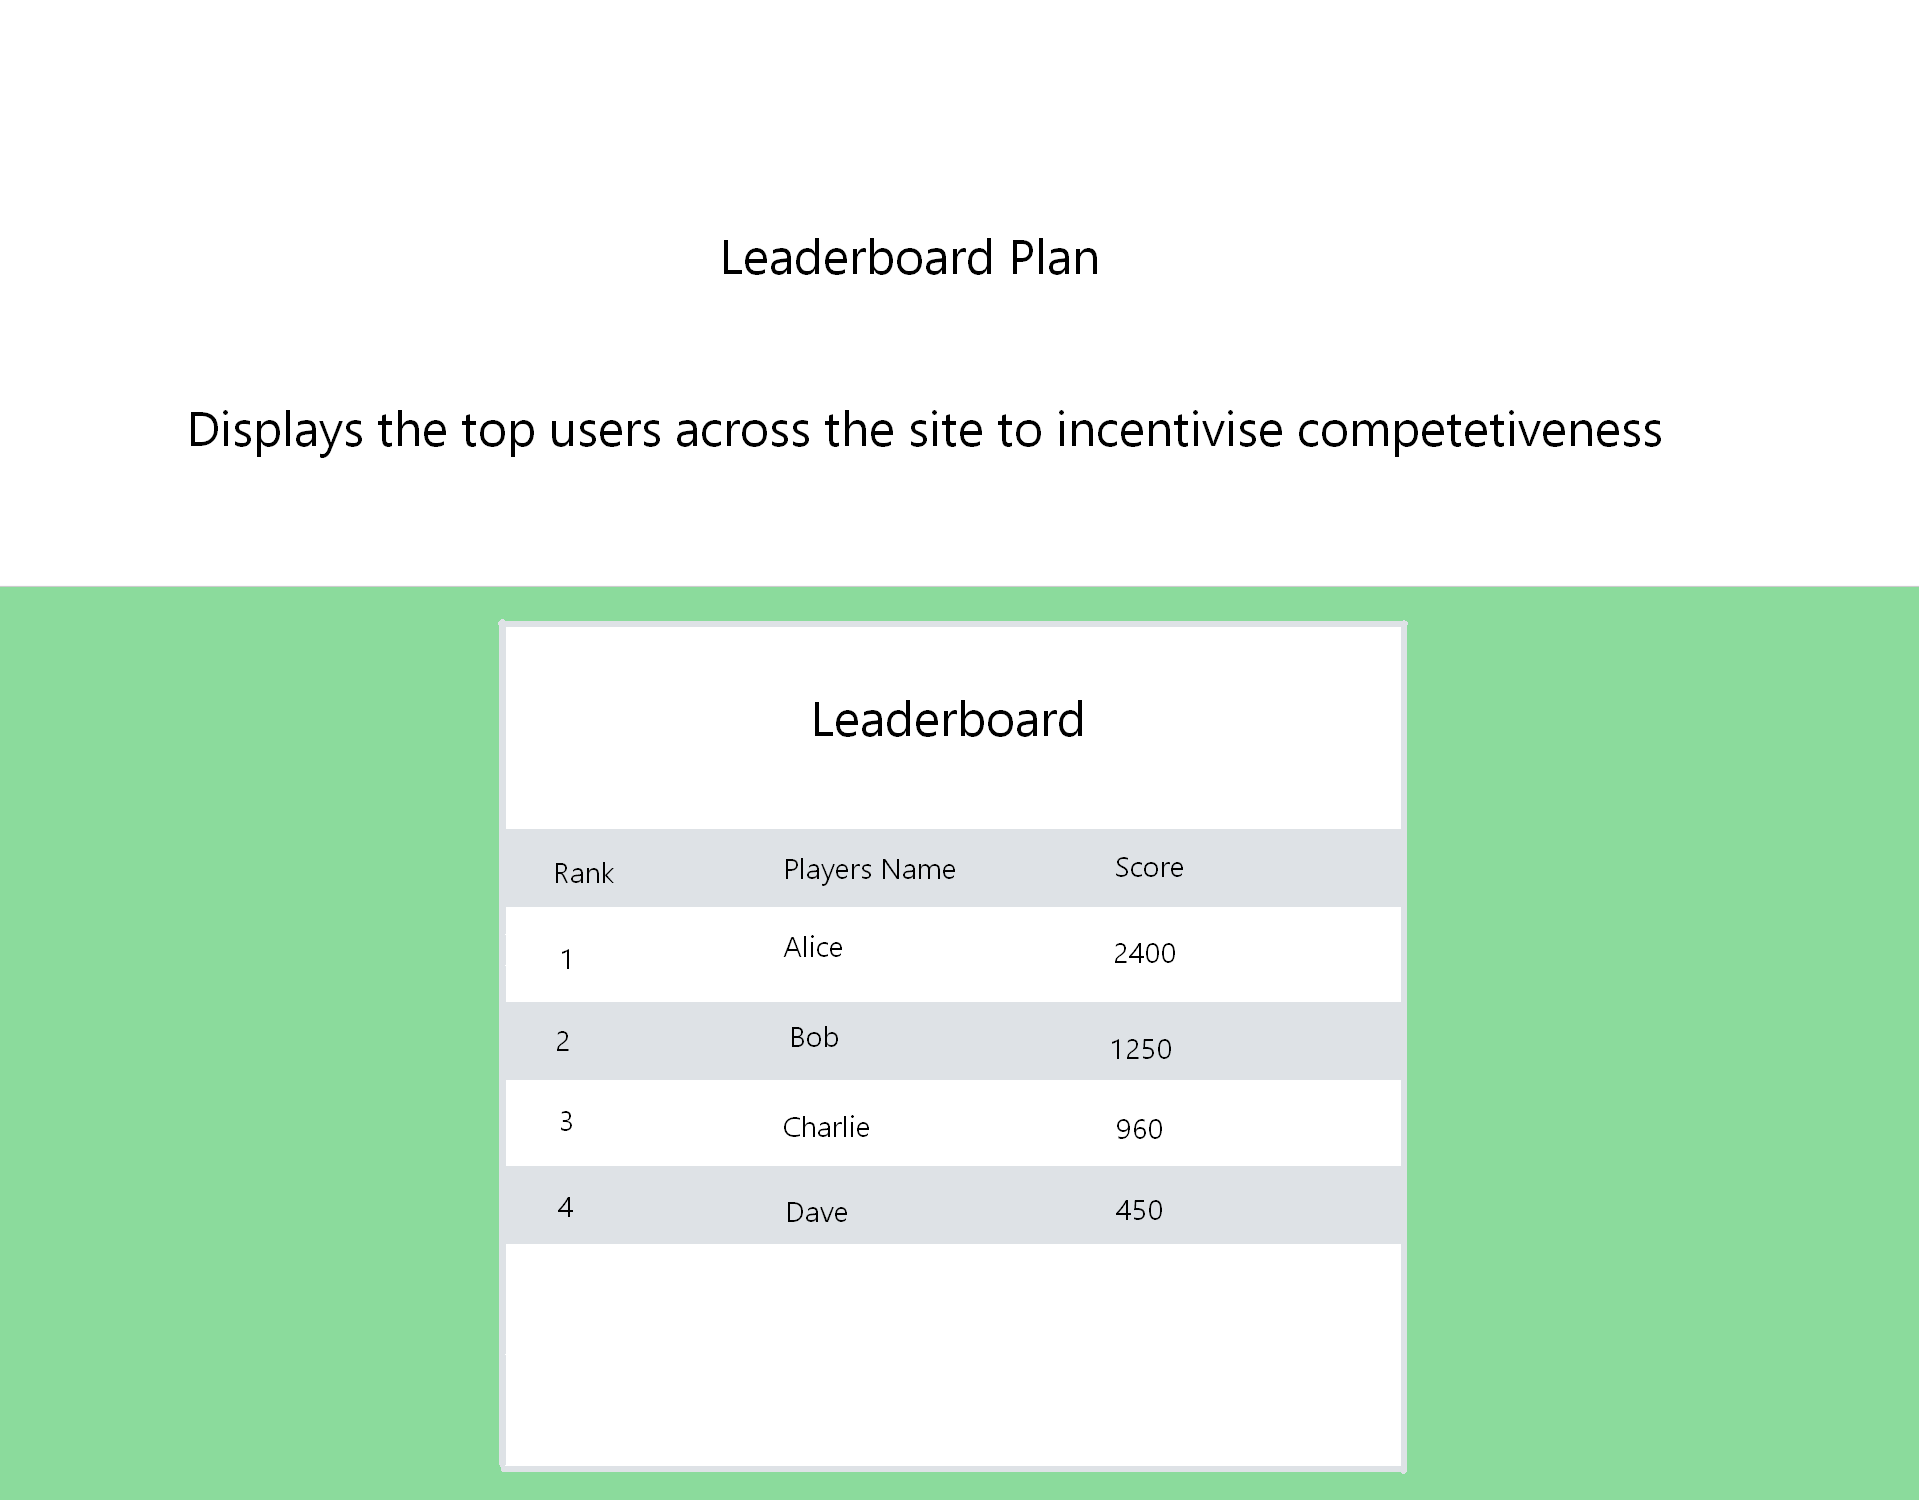 Leaderboard Plan
Displays the top users across the site to incentivise competetiveness
Leaderboard
Rank Players Name Score
1 Alice 2400
2 Bob 1250
3 Charlie 960
4 Dave 450